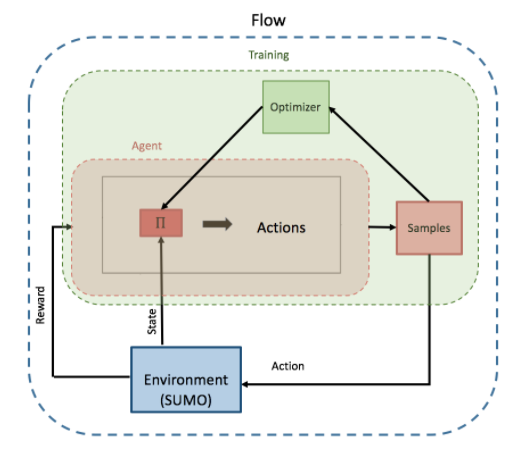 Flow
Training
Optimizer
Agent
Π
Actions
Samples
Reward
State
Environment
(SUMO)
Action